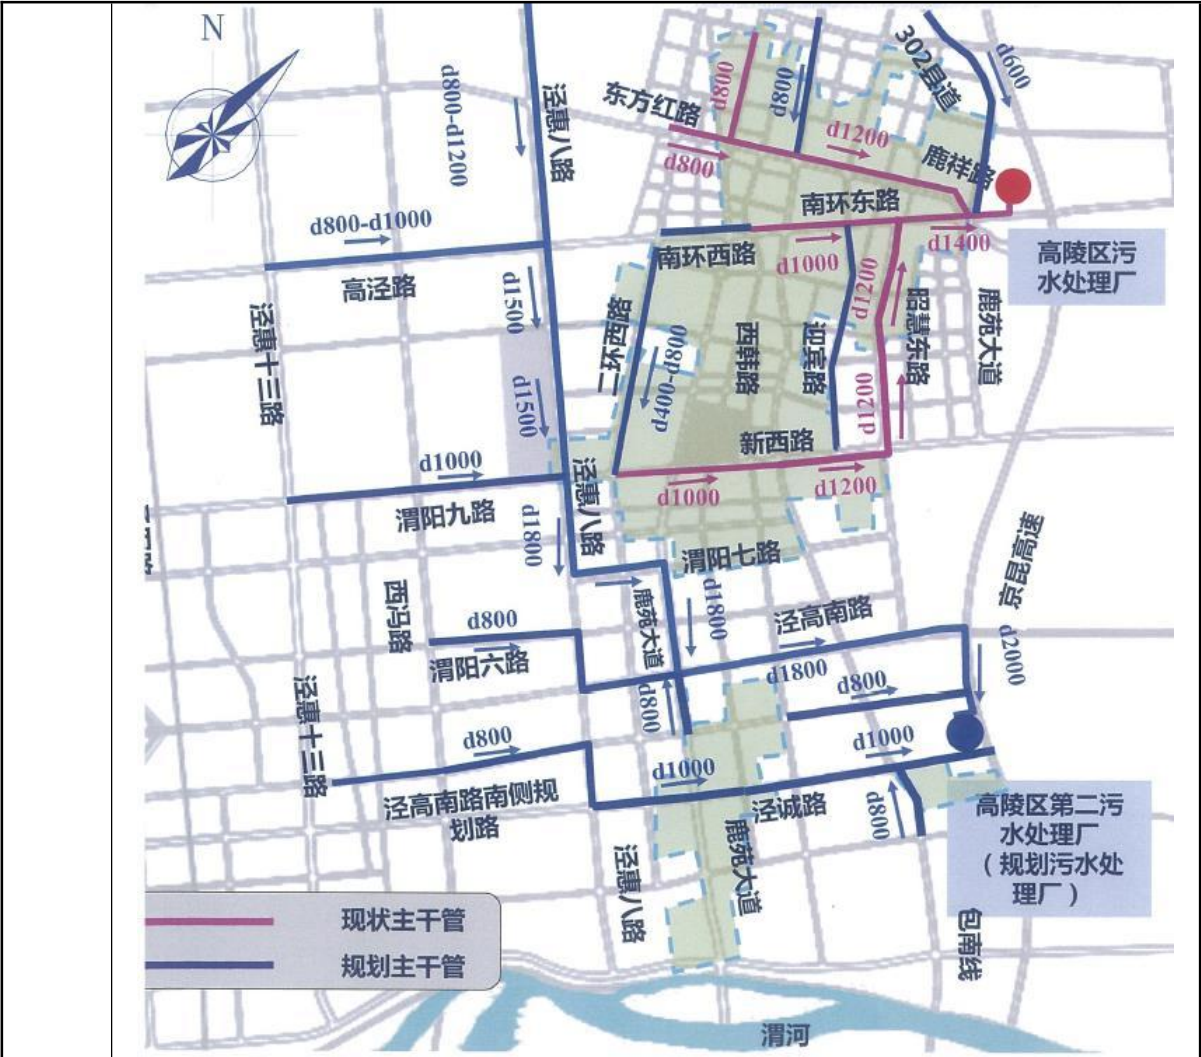 N
302县道
d600
d800-d1200
泾惠八路
东方红路
d800
d800
d1200
d800
鹿祥路
南环东路
d800-d1000
高泾路
南环西路
d1000
d1400
高陵区污
水处理厂
d1500
泾惠十三路
二环西路
d400-d800
西韩路
迎宾路
d1200
昭慧东路
鹿苑大道
d1500
d1200
新西路
d1000
渭阳九路
泾惠八路
d1000
d1200
d1800
渭阳七路
京昆高速
西冯路
d800
渭阳六路
鹿苑大道
d1800
泾高南路
d1800
d2000
d800
d800
泾惠十三路
d800
d1000
d1000
泾高南路南侧规
划路
泾诚路
d800
高陵区第二污
水处理厂
（规划污水处
理厂）
泾惠八路
鹿苑大道
包南线
现状主干管
规划主干管
渭河